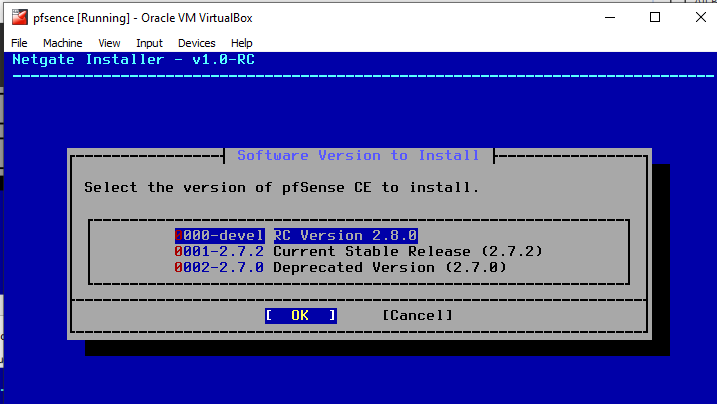 pfsence [Running] - Oracle VM VirtualBox
File Machine View Input Devices Help
Netgate Installer - v1.0-RC
Software Version to Install
Select the version of pfSense CE to install.
0000-devel RC Version 2.8.0
0001-2.7.2 Current Stable Release (2.7.2)
0002-2.7.0 Deprecated Version (2.7.0)
[ OK ] [Cancel]